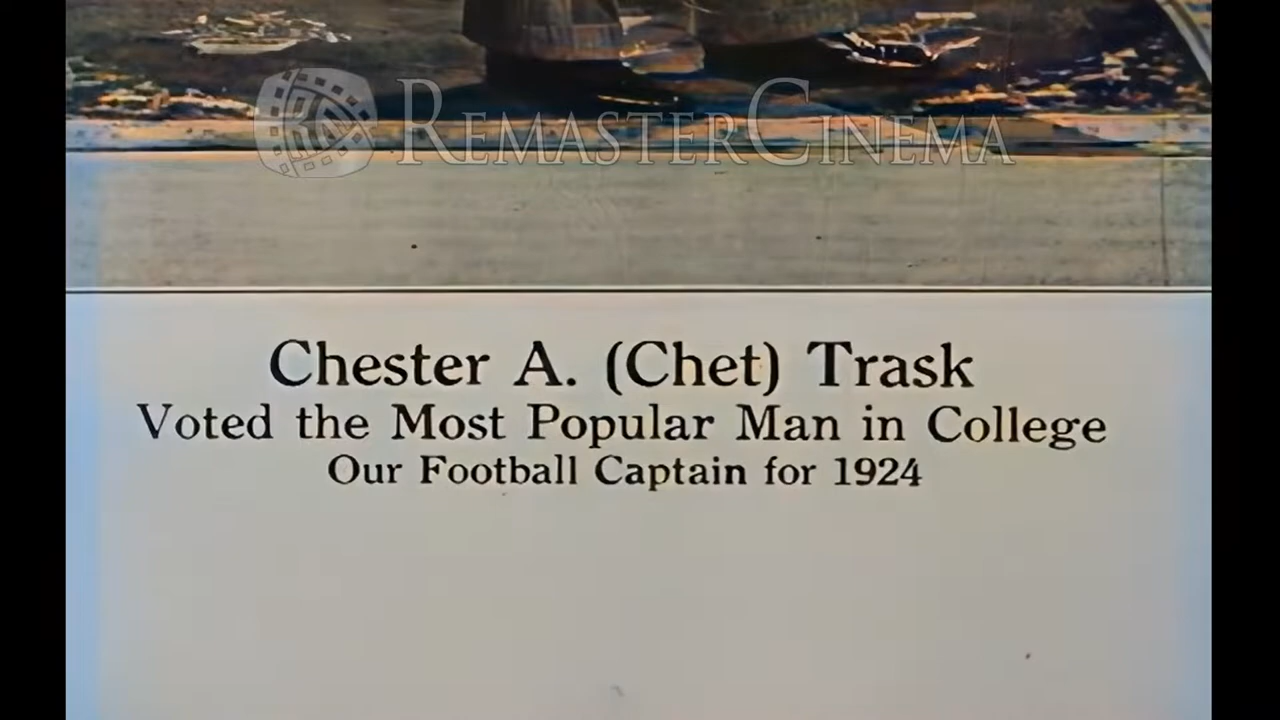 RemasterCinema
Chester A. (Chet) Trask
Voted the Most Popular Man in College
Our Football Captain for 1924